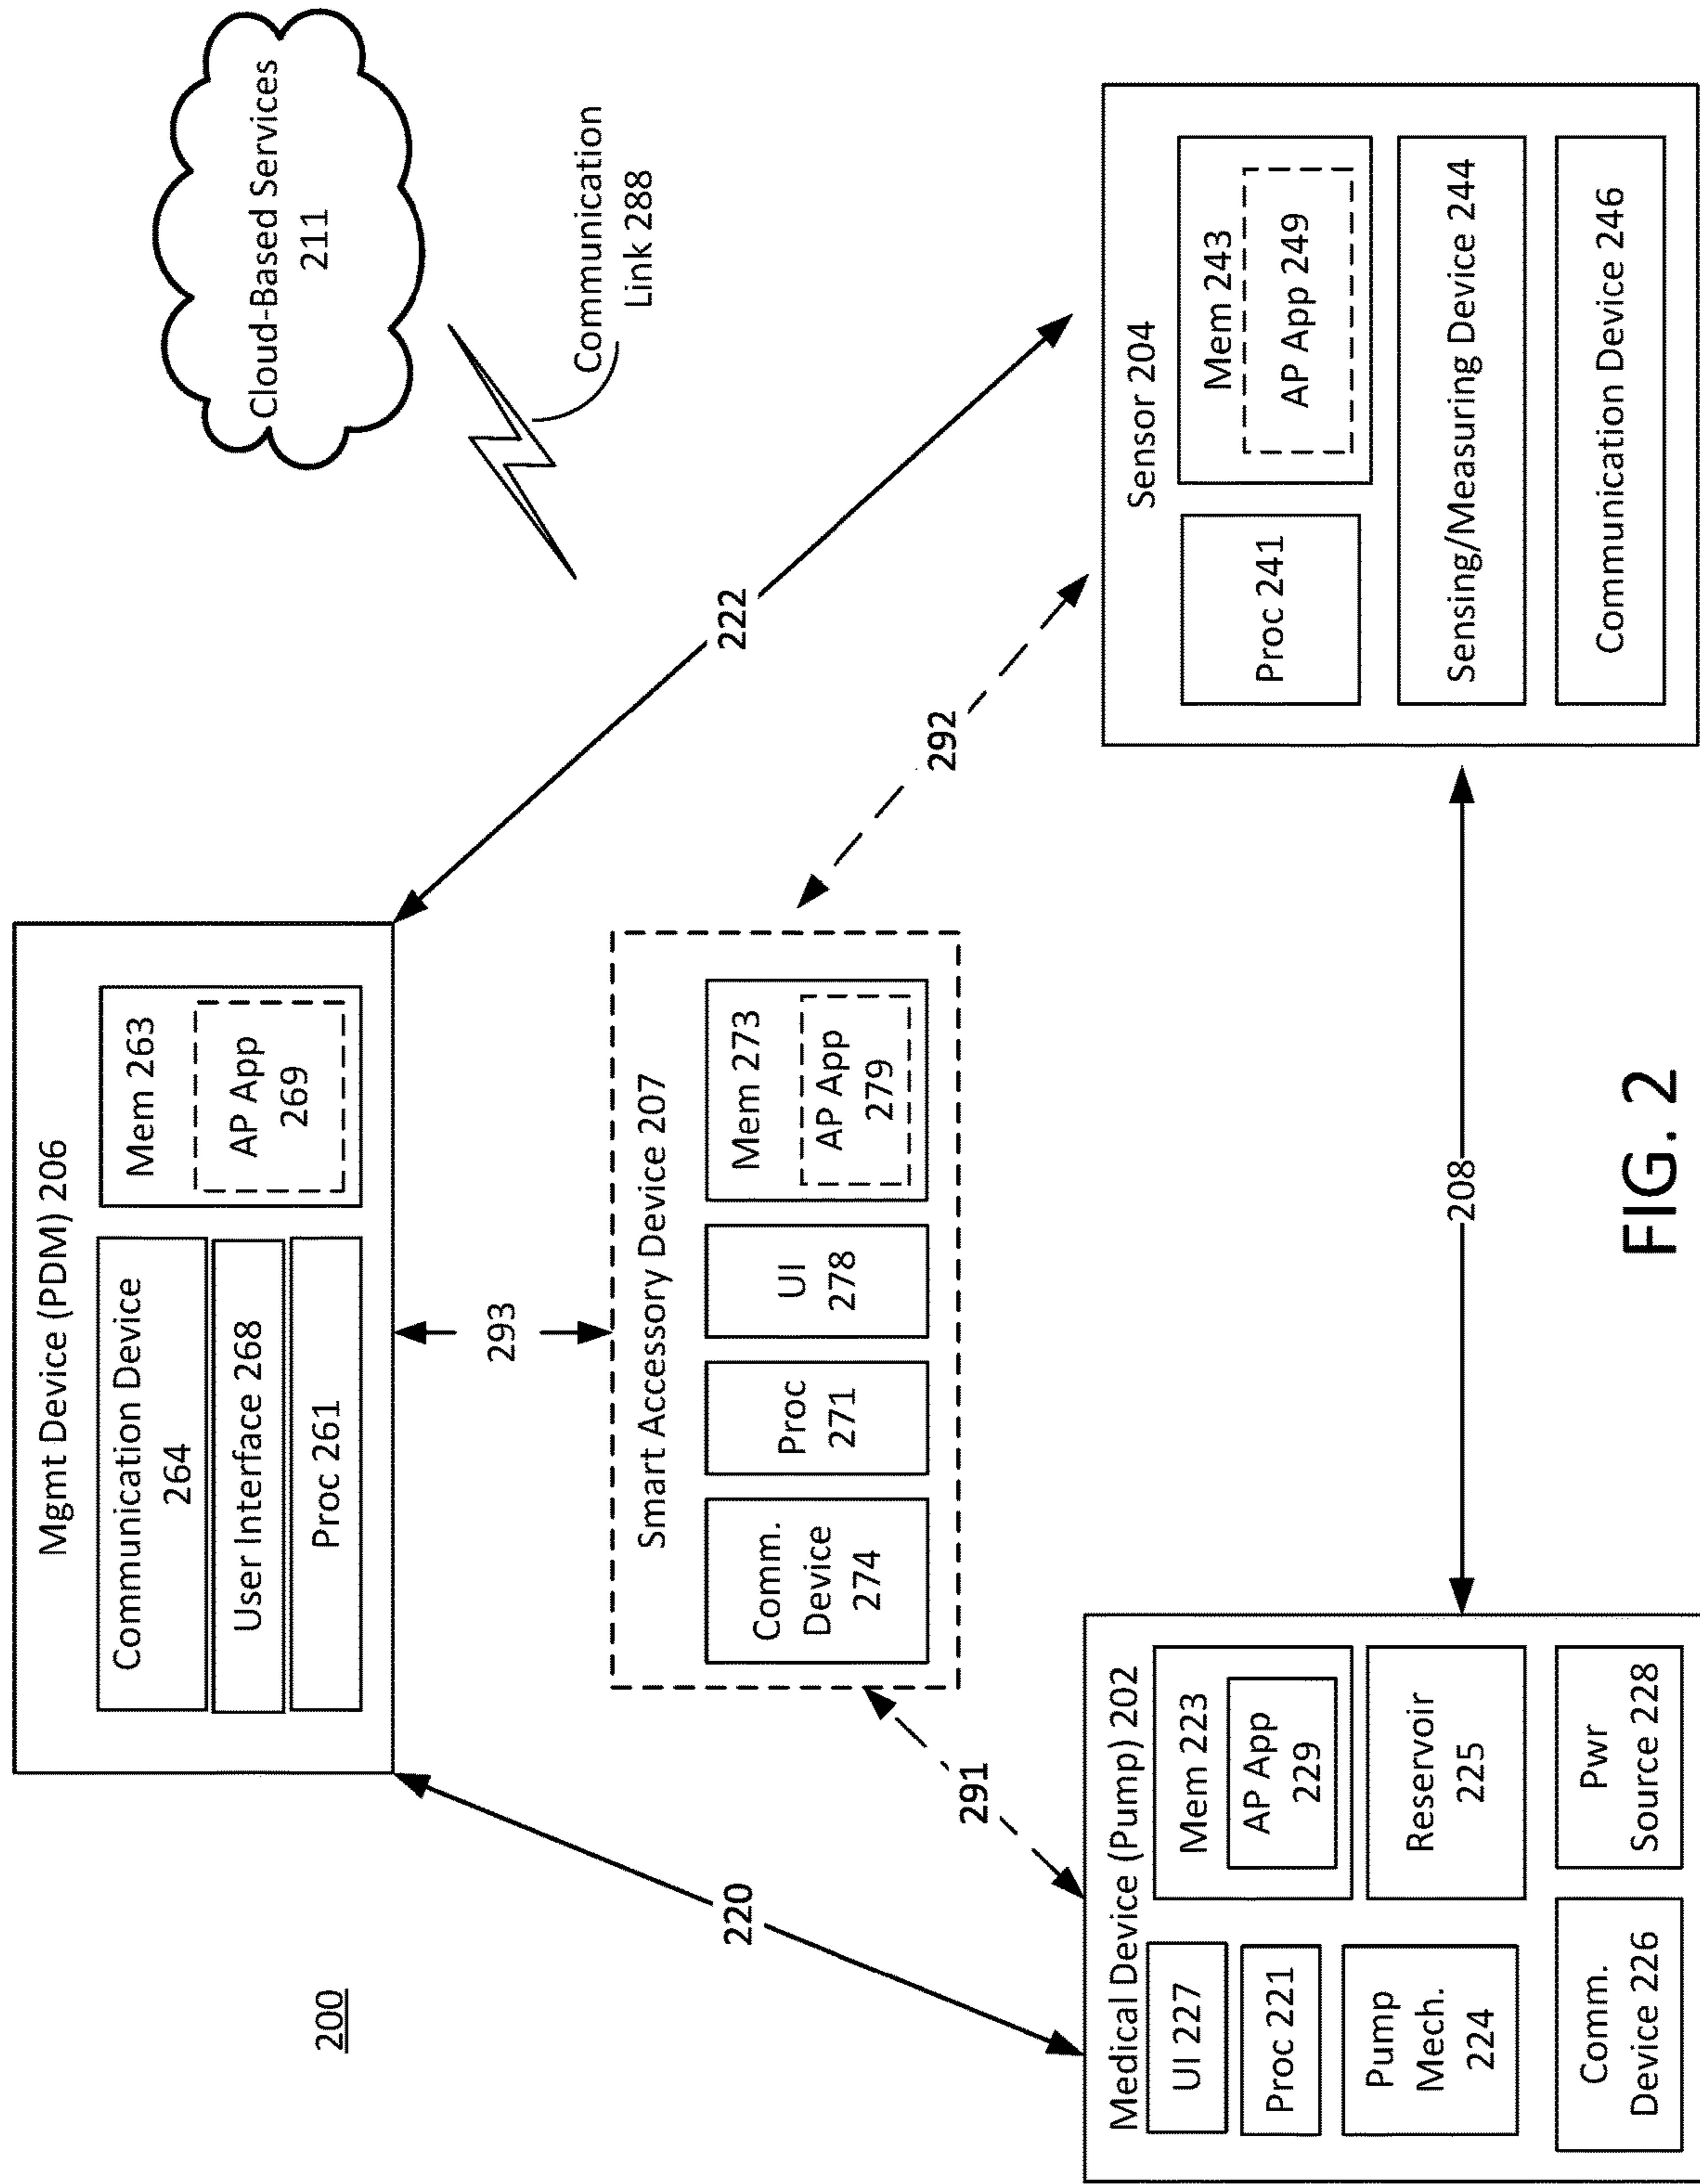 200
Mgmt Device (PDM) 206
Communication Device
264
User Interface 268
Proc 261
Mem 263
AP App
269
Cloud-Based Services
211
Communication
Link 288
220
293
222
Smart Accessory Device 207
Comm.
Device
274
Proc
271
UI
278
Mem 273
AP App
279
291
292
Medical Device (Pump) 202
UI 227
Proc 221
Pump
Mech.
224
Comm.
Device 226
Mem 223
AP App
229
Reservoir
225
Pwr
Source 228
208
Sensor 204
Proc 241
Mem 243
AP App 249
Sensing/Measuring Device 244
Communication Device 246
FIG. 2